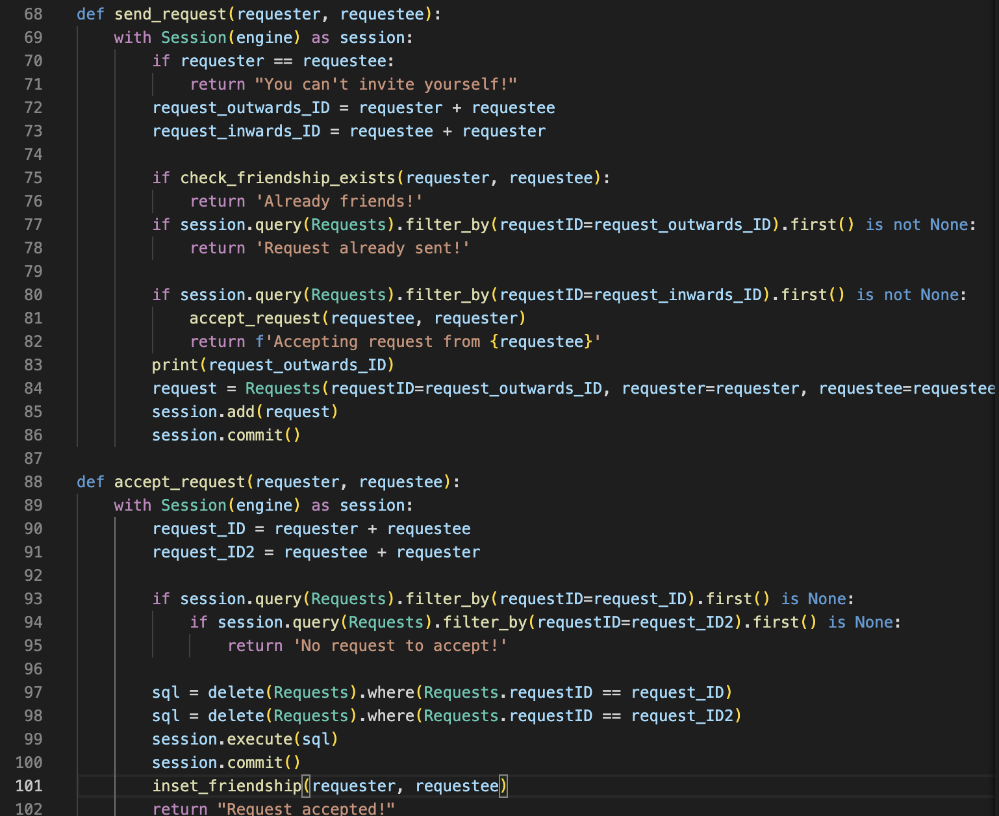 68 def send_request(requester, requestee):
69 with Session(engine) as session:
70 if requester == requestee:
71 return "You can't invite yourself!"
72 request_outwards_ID = requester + requestee
73 request_inwards_ID = requestee + requester
74
75 if check_friendship_exists(requester, requestee):
76 return 'Already friends!'
77 if session.query(Requests).filter_by(requestID=request_outwards_ID).first() is not None:
78 return 'Request already sent!'
79
80 if session.query(Requests).filter_by(requestID=request_inwards_ID).first() is not None:
81 accept_request(requestee, requester)
82 return f'Accepting request from {requestee}'
83 print(request_outwards_ID)
84 request = Requests(requestID=request_outwards_ID, requester=requester, requestee=requestee
85 session.add(request)
86 session.commit()
87
88 def accept_request(requester, requestee):
89 with Session(engine) as session:
90 request_ID = requester + requestee
91 request_ID2 = requestee + requester
92
93 if session.query(Requests).filter_by(requestID=request_ID).first() is None:
94 if session.query(Requests).filter_by(requestID=request_ID2).first() is None:
95 return 'No request to accept!'
96
97 sql = delete(Requests).where(Requests.requestID == request_ID)
98 sql = delete(Requests).where(Requests.requestID == request_ID2)
99 session.execute(sql)
100 session.commit()
101 inset_friendship(requester, requestee)
102 return "Request accepted!"